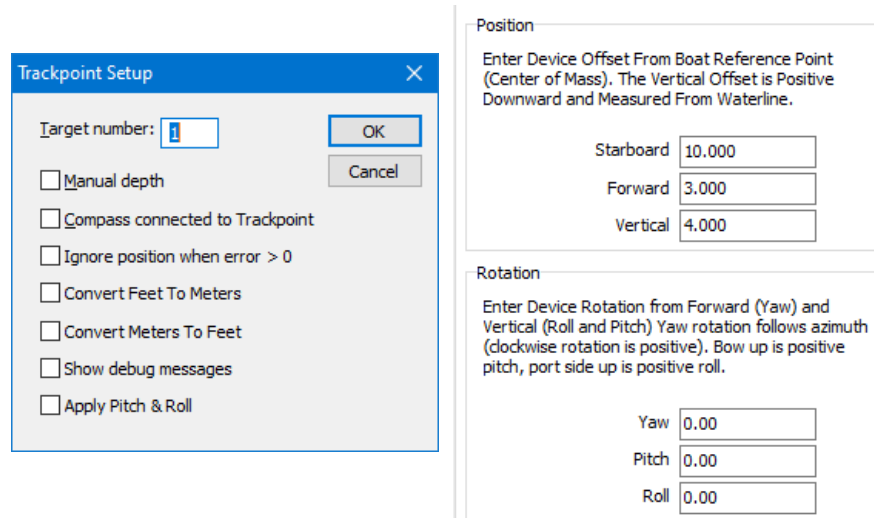 Trackpoint Setup
Target number: 1
OK
Cancel
Manual depth
Compass connected to Trackpoint
Ignore position when error > 0
Convert Feet To Meters
Convert Meters To Feet
Show debug messages
Apply Pitch & Roll
Position
Enter Device Offset From Boat Reference Point
(Center of Mass). The Vertical Offset is Positive
Downward and Measured From Waterline.
Starboard 10.000
Forward 3.000
Vertical 4.000
Rotation
Enter Device Rotation from Forward (Yaw) and
Vertical (Roll and Pitch) Yaw rotation follows azimuth
(clockwise rotation is positive). Bow up is positive
pitch, port side up is positive roll.
Yaw 0.00
Pitch 0.00
Roll 0.00